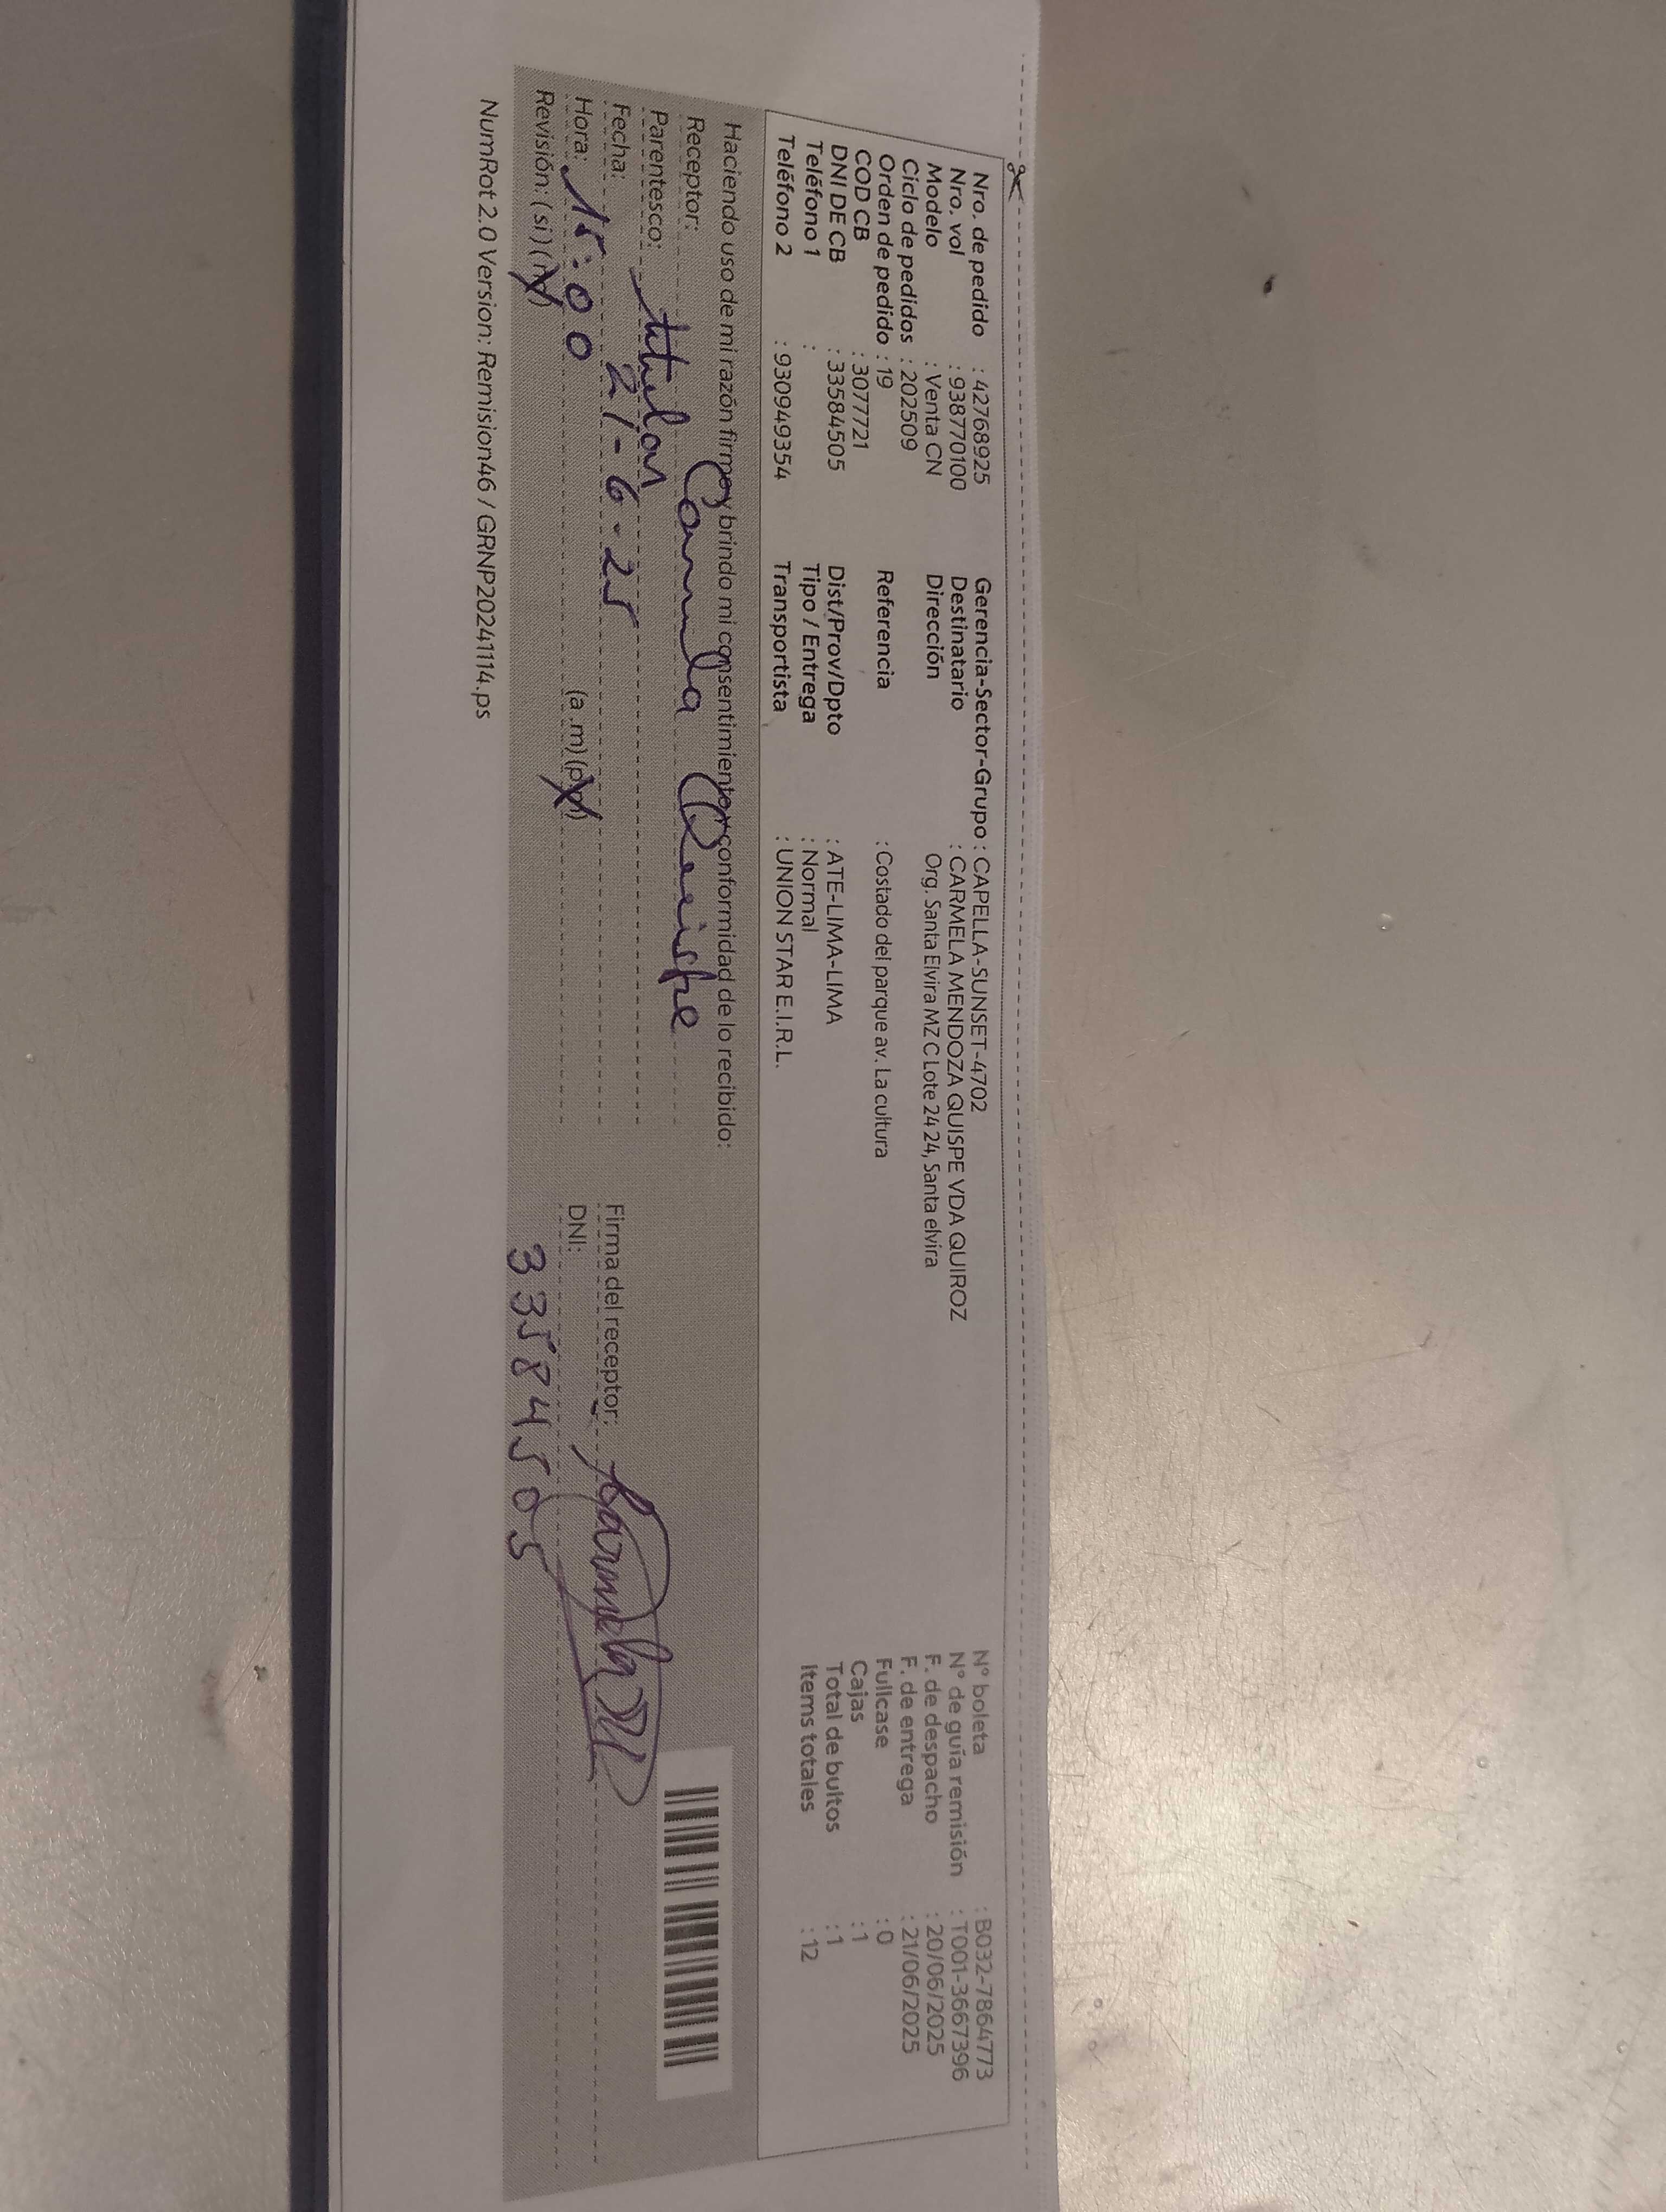 Nro. de pedido : 42768925 Gerencia-Sector-Grupo : CAPELLA-SUNSET-4702 N° boleta : B032-7864773
Nro. vol : 938770100 Destinatario : CARMELA MENDOZA QUISPE VDA QUIROZ N° de guía remisión : T001-3667396
Modelo : Venta CN Dirección Org. Santa Elvira MZ C Lote 24 24, Santa elvira F. de despacho : 20/06/2025
Ciclo de pedidos : 202509 F. de entrega : 21/06/2025
Orden de pedido : 19 Referencia : Costado del parque av. La cultura Fullcase : 0
COD CB : 3077721 Cajas : 1
DNI DE CB : 33584505 Dist/Prov/Dpto : ATE-LIMA-LIMA Total de bultos : 1
Teléfono 1 : Tipo / Entrega : Normal Items totales : 12
Teléfono 2 : 930949354 Transportista : UNION STAR E.I.R.L.
Haciendo uso de mi razón firmo y brindo mi consentimiento y conformidad de lo recibido:
Receptor: Carmela Quispe
Parentesco: titular
Fecha: 21-6-25 Firma del receptor: Carmela
Hora: 15:00 (a.m) (pm) DNI: 33584505
Revisión: (si) (no)
NumRot 2.0 Version: Remision46 / GRNP20241114.ps